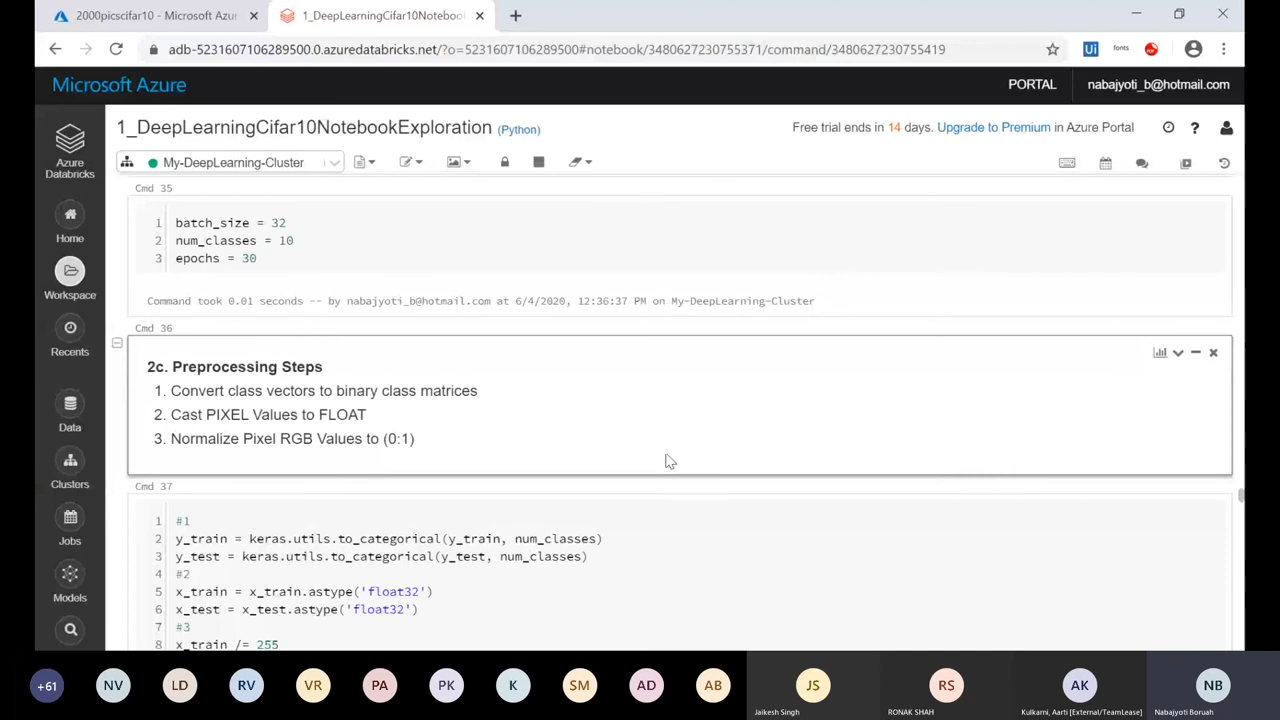 2000picscifar10 - Microsoft Azu
1_DeepLearningCifar10Notebool
adb-5231607106289500.0.azuredatabricks.net/?o=5231607106289500#notebook/3480627230755371/command/3480627230755419
Ui
fonts
Microsoft Azure
PORTAL
nabajyoti_b@hotmail.com
1_DeepLearningCifar10NotebookExploration (Python)
Free trial ends in 14 days. Upgrade to Premium in Azure Portal
?
My-DeepLearning-Cluster
Azure
Databricks
Home
Workspace
Recents
Data
Clusters
Jobs
Models
Cmd 35
1 batch_size = 32
2 num_classes = 10
3 epochs = 30
Command took 0.01 seconds -- by nabajyoti_b@hotmail.com at 6/4/2020, 12:36:37 PM on My-DeepLearning-Cluster
Cmd 36
2c. Preprocessing Steps
1. Convert class vectors to binary class matrices
2. Cast PIXEL Values to FLOAT
3. Normalize Pixel RGB Values to (0:1)
Cmd 37
1 #1
2 y_train = keras.utils.to_categorical(y_train, num_classes)
3 y_test = keras.utils.to_categorical(y_test, num_classes)
4 #2
5 x_train = x_train.astype('float32')
6 x_test = x_test.astype('float32')
7 #3
8 x_train /= 255
+61
NV
LD
RV
VR
PA
PK
K
SM
AD
AB
JS
RS
AK
NB
Jaikesh Singh
RONAK SHAH
Kulkarni, Aarti [External/TeamLease]
Nabajyoti Boruah